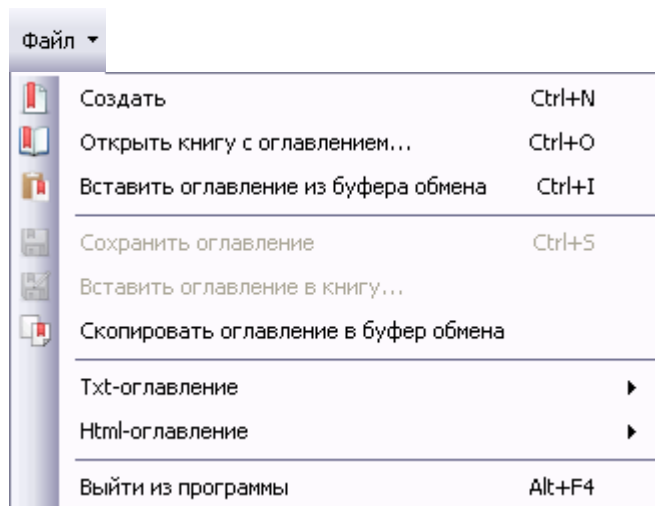 Файл
Создать Ctrl+N
Открыть книгу с оглавлением... Ctrl+O
Вставить оглавление из буфера обмена Ctrl+I
Сохранить оглавление Ctrl+S
Вставить оглавление в книгу...
Скопировать оглавление в буфер обмена
Txt-оглавление
Html-оглавление
Выйти из программы Alt+F4